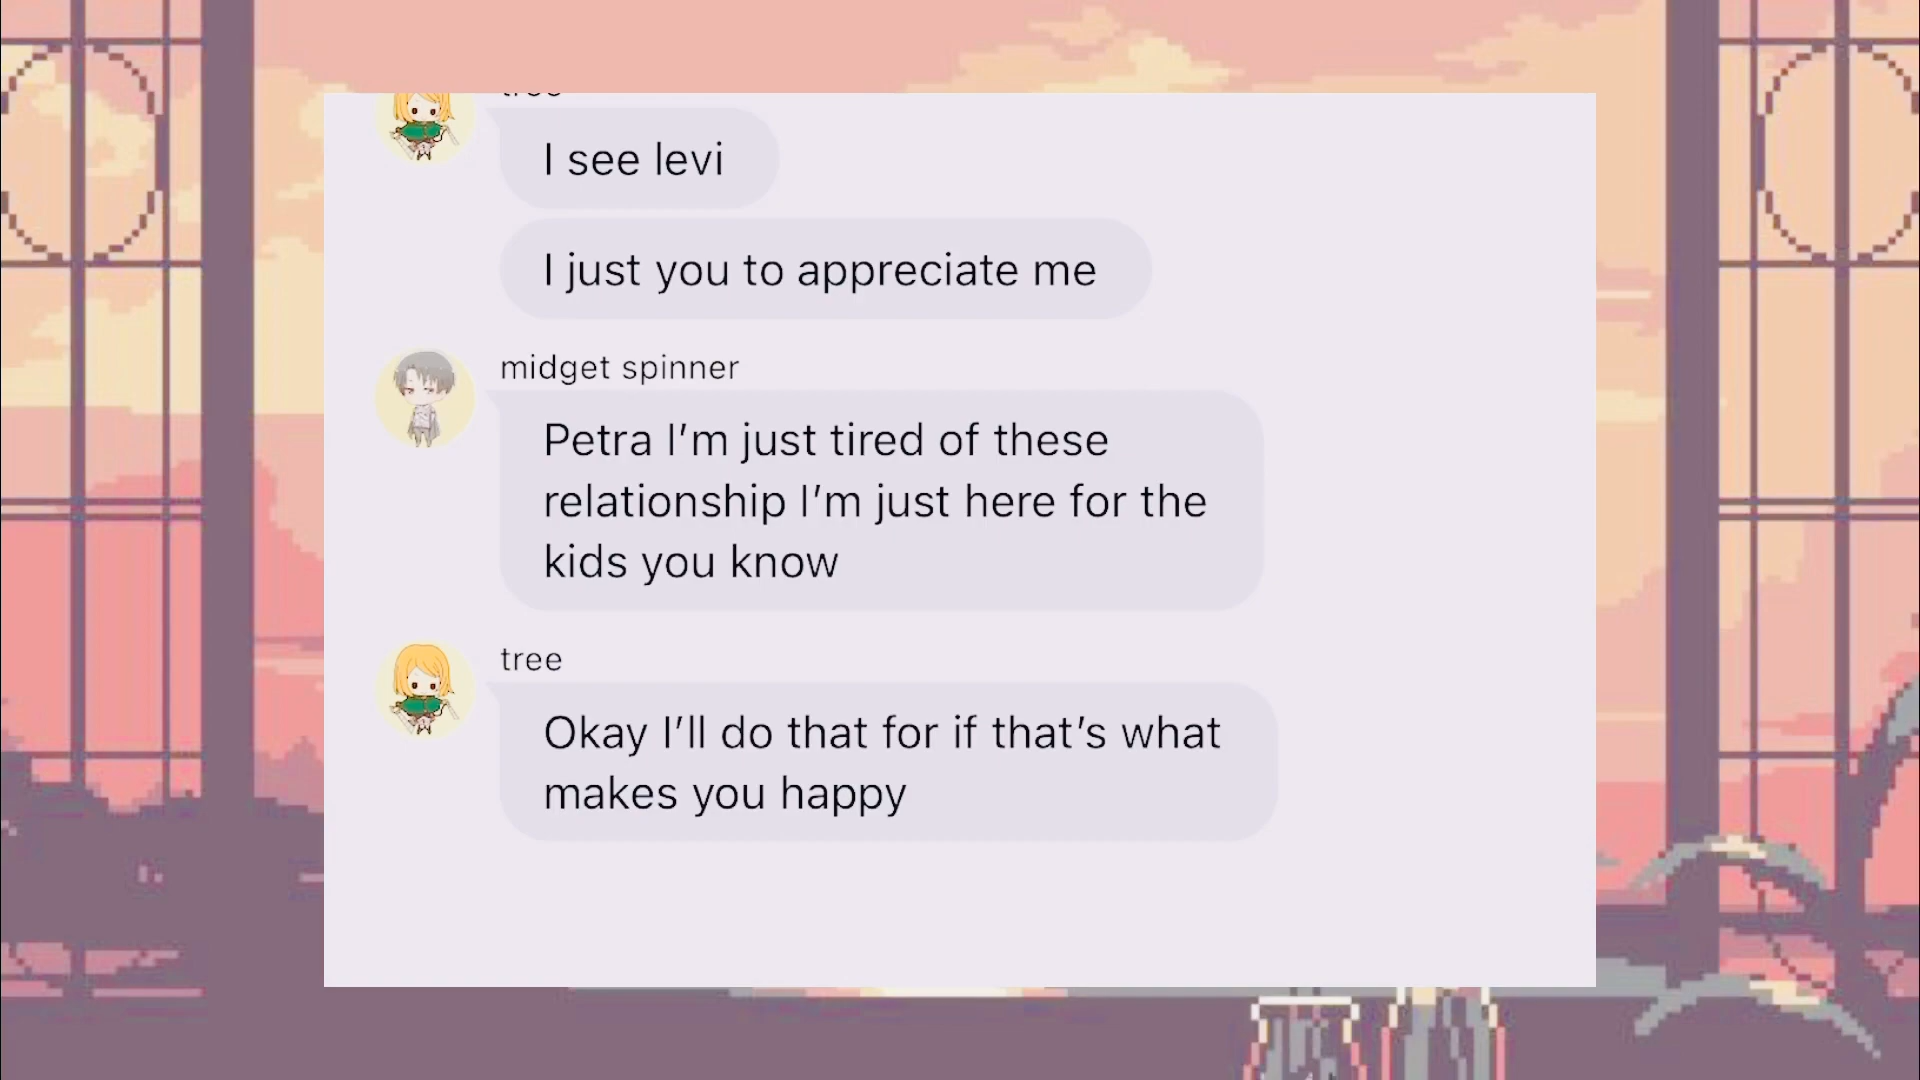 I see levi
I just you to appreciate me
midget spinner
Petra I'm just tired of these
relationship I'm just here for the
kids you know
tree
Okay I'll do that for if that's what
makes you happy